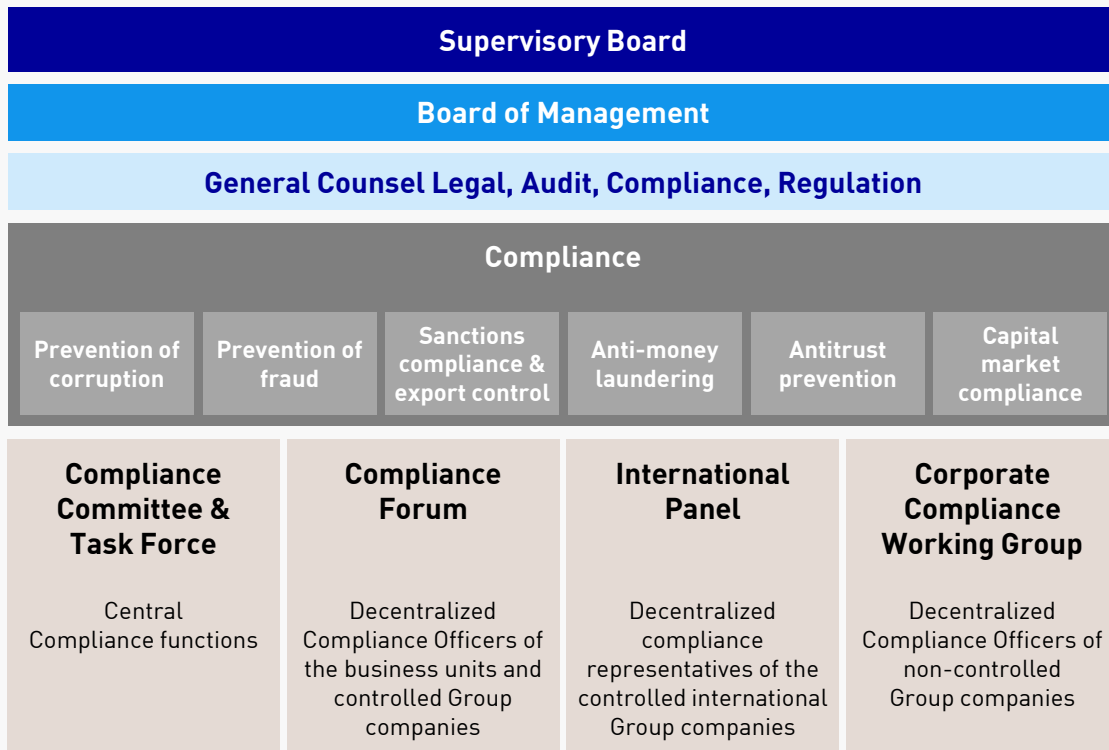 Supervisory Board
Board of Management
General Counsel Legal, Audit, Compliance, Regulation
Compliance
Prevention of
corruption
Prevention of
fraud
Sanctions
compliance &
export control
Anti-money
laundering
Antitrust
prevention
Capital
market
compliance
Compliance
Committee &
Task Force
Central
Compliance functions
Compliance
Forum
Decentralized
Compliance Officers of
the business units and
controlled Group
companies
International
Panel
Decentralized
compliance
representatives of the
controlled international
Group companies
Corporate
Compliance
Working Group
Decentralized
Compliance Officers of
non-controlled
Group companies